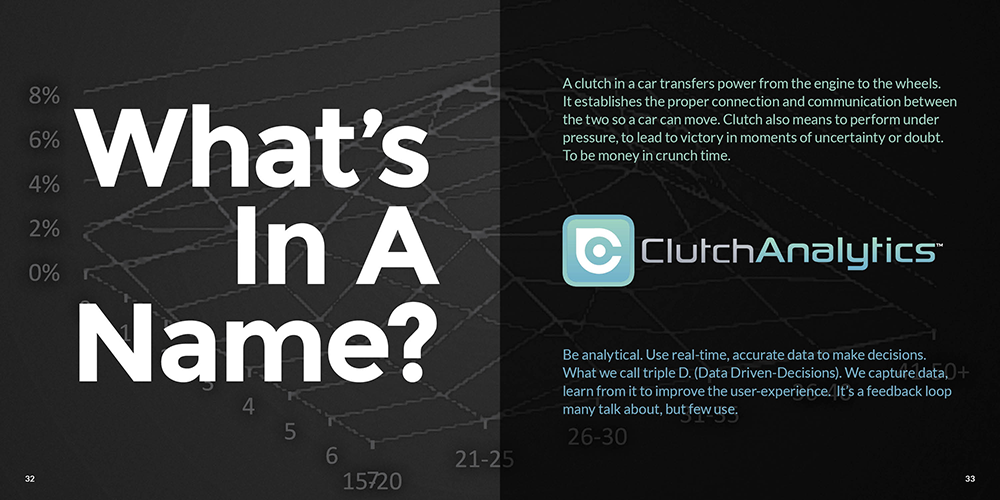 What's
In A
Name?
8%
6%
4%
2%
0%
1
3
4
5
6
7
15-20
21-25
26-30
31-35
36-40
41-50+
32
A clutch in a car transfers power from the engine to the wheels.
It establishes the proper connection and communication between
the two so a car can move. Clutch also means to perform under
pressure, to lead to victory in moments of uncertainty or doubt.
To be money in crunch time.
ClutchAnalytics™
Be analytical. Use real-time, accurate data to make decisions.
What we call triple D. (Data Driven-Decisions). We capture data,
learn from it to improve the user-experience. It's a feedback loop
many talk about, but few use.
33